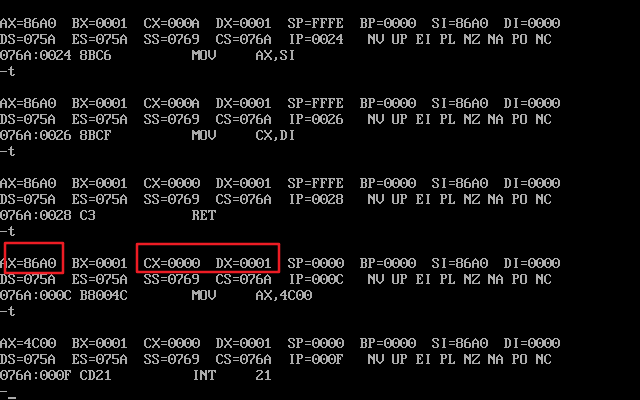 AX=86A0  BX=0001  CX=000A  DX=0001  SP=FFFE  BP=0000  SI=86A0  DI=0000
DS=075A  ES=075A  SS=0769  CS=076A  IP=0024   NV UP EI PL NZ NA PO NC
076A:0024 8BC6          MOV     AX,SI
-t
AX=86A0  BX=0001  CX=000A  DX=0001  SP=FFFE  BP=0000  SI=86A0  DI=0000
DS=075A  ES=075A  SS=0769  CS=076A  IP=0026   NV UP EI PL NZ NA PO NC
076A:0026 8BCF          MOV     CX,DI
-t
AX=86A0  BX=0001  CX=0000  DX=0001  SP=FFFE  BP=0000  SI=86A0  DI=0000
DS=075A  ES=075A  SS=0769  CS=076A  IP=0028   NV UP EI PL NZ NA PO NC
076A:0028 C3            RET
-t
AX=86A0  BX=0001  CX=0000  DX=0001  SP=0000  BP=0000  SI=86A0  DI=0000
DS=075A  ES=075A  SS=0769  CS=076A  IP=000C   NV UP EI PL NZ NA PO NC
076A:000C B8004C        MOV     AX,4C00
-t
AX=4C00  BX=0001  CX=0000  DX=0001  SP=0000  BP=0000  SI=86A0  DI=0000
DS=075A  ES=075A  SS=0769  CS=076A  IP=000F   NV UP EI PL NZ NA PO NC
076A:000F CD21          INT     21
-_